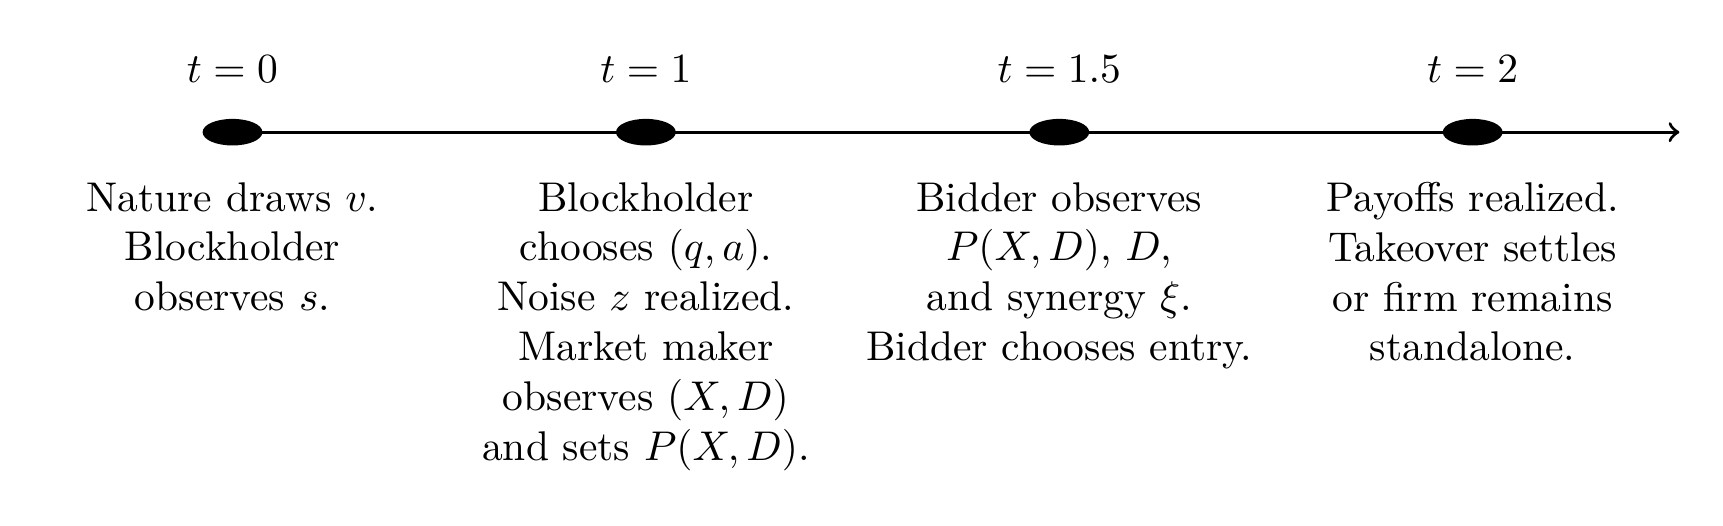 t = 0
Nature draws v.
Blockholder
observes s.
t = 1
Blockholder
chooses (q, a).
Noise z realized.
Market maker
observes (X, D)
and sets P(X, D).
t = 1.5
Bidder observes
P(X, D), D,
and synergy ξ.
Bidder chooses entry.
t = 2
Payoffs realized.
Takeover settles
or firm remains
standalone.